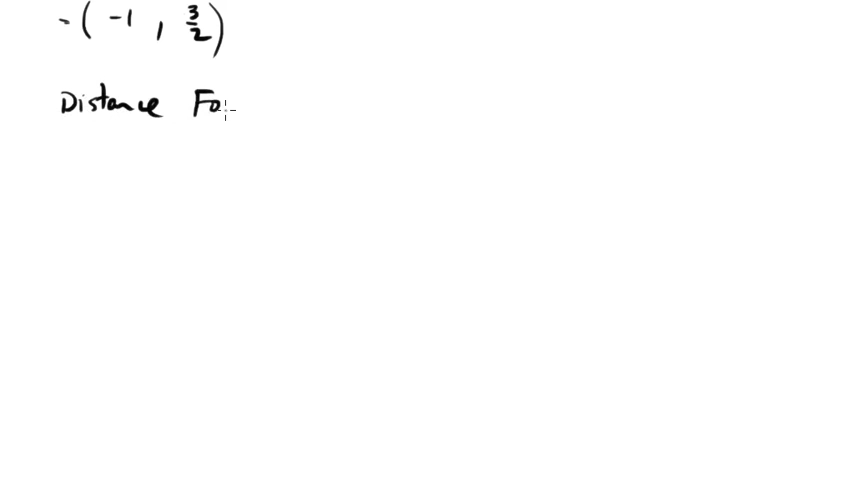 = ( -1 , 3/2 )
Distance Fo